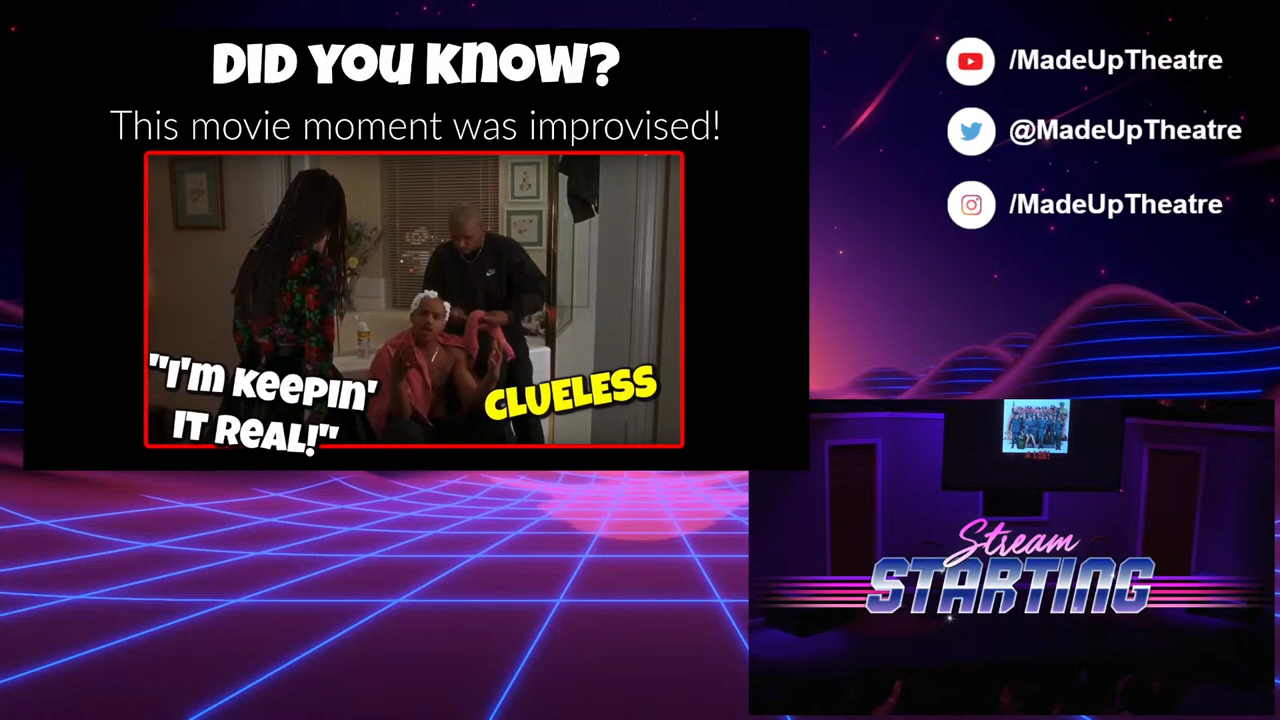 DID YOU KNOW?
This movie moment was improvised!
"I'M KEEPIN'
IT REAL!"
CLUELESS
/MadeUpTheatre
@MadeUpTheatre
/MadeUpTheatre
Stream
STARTING